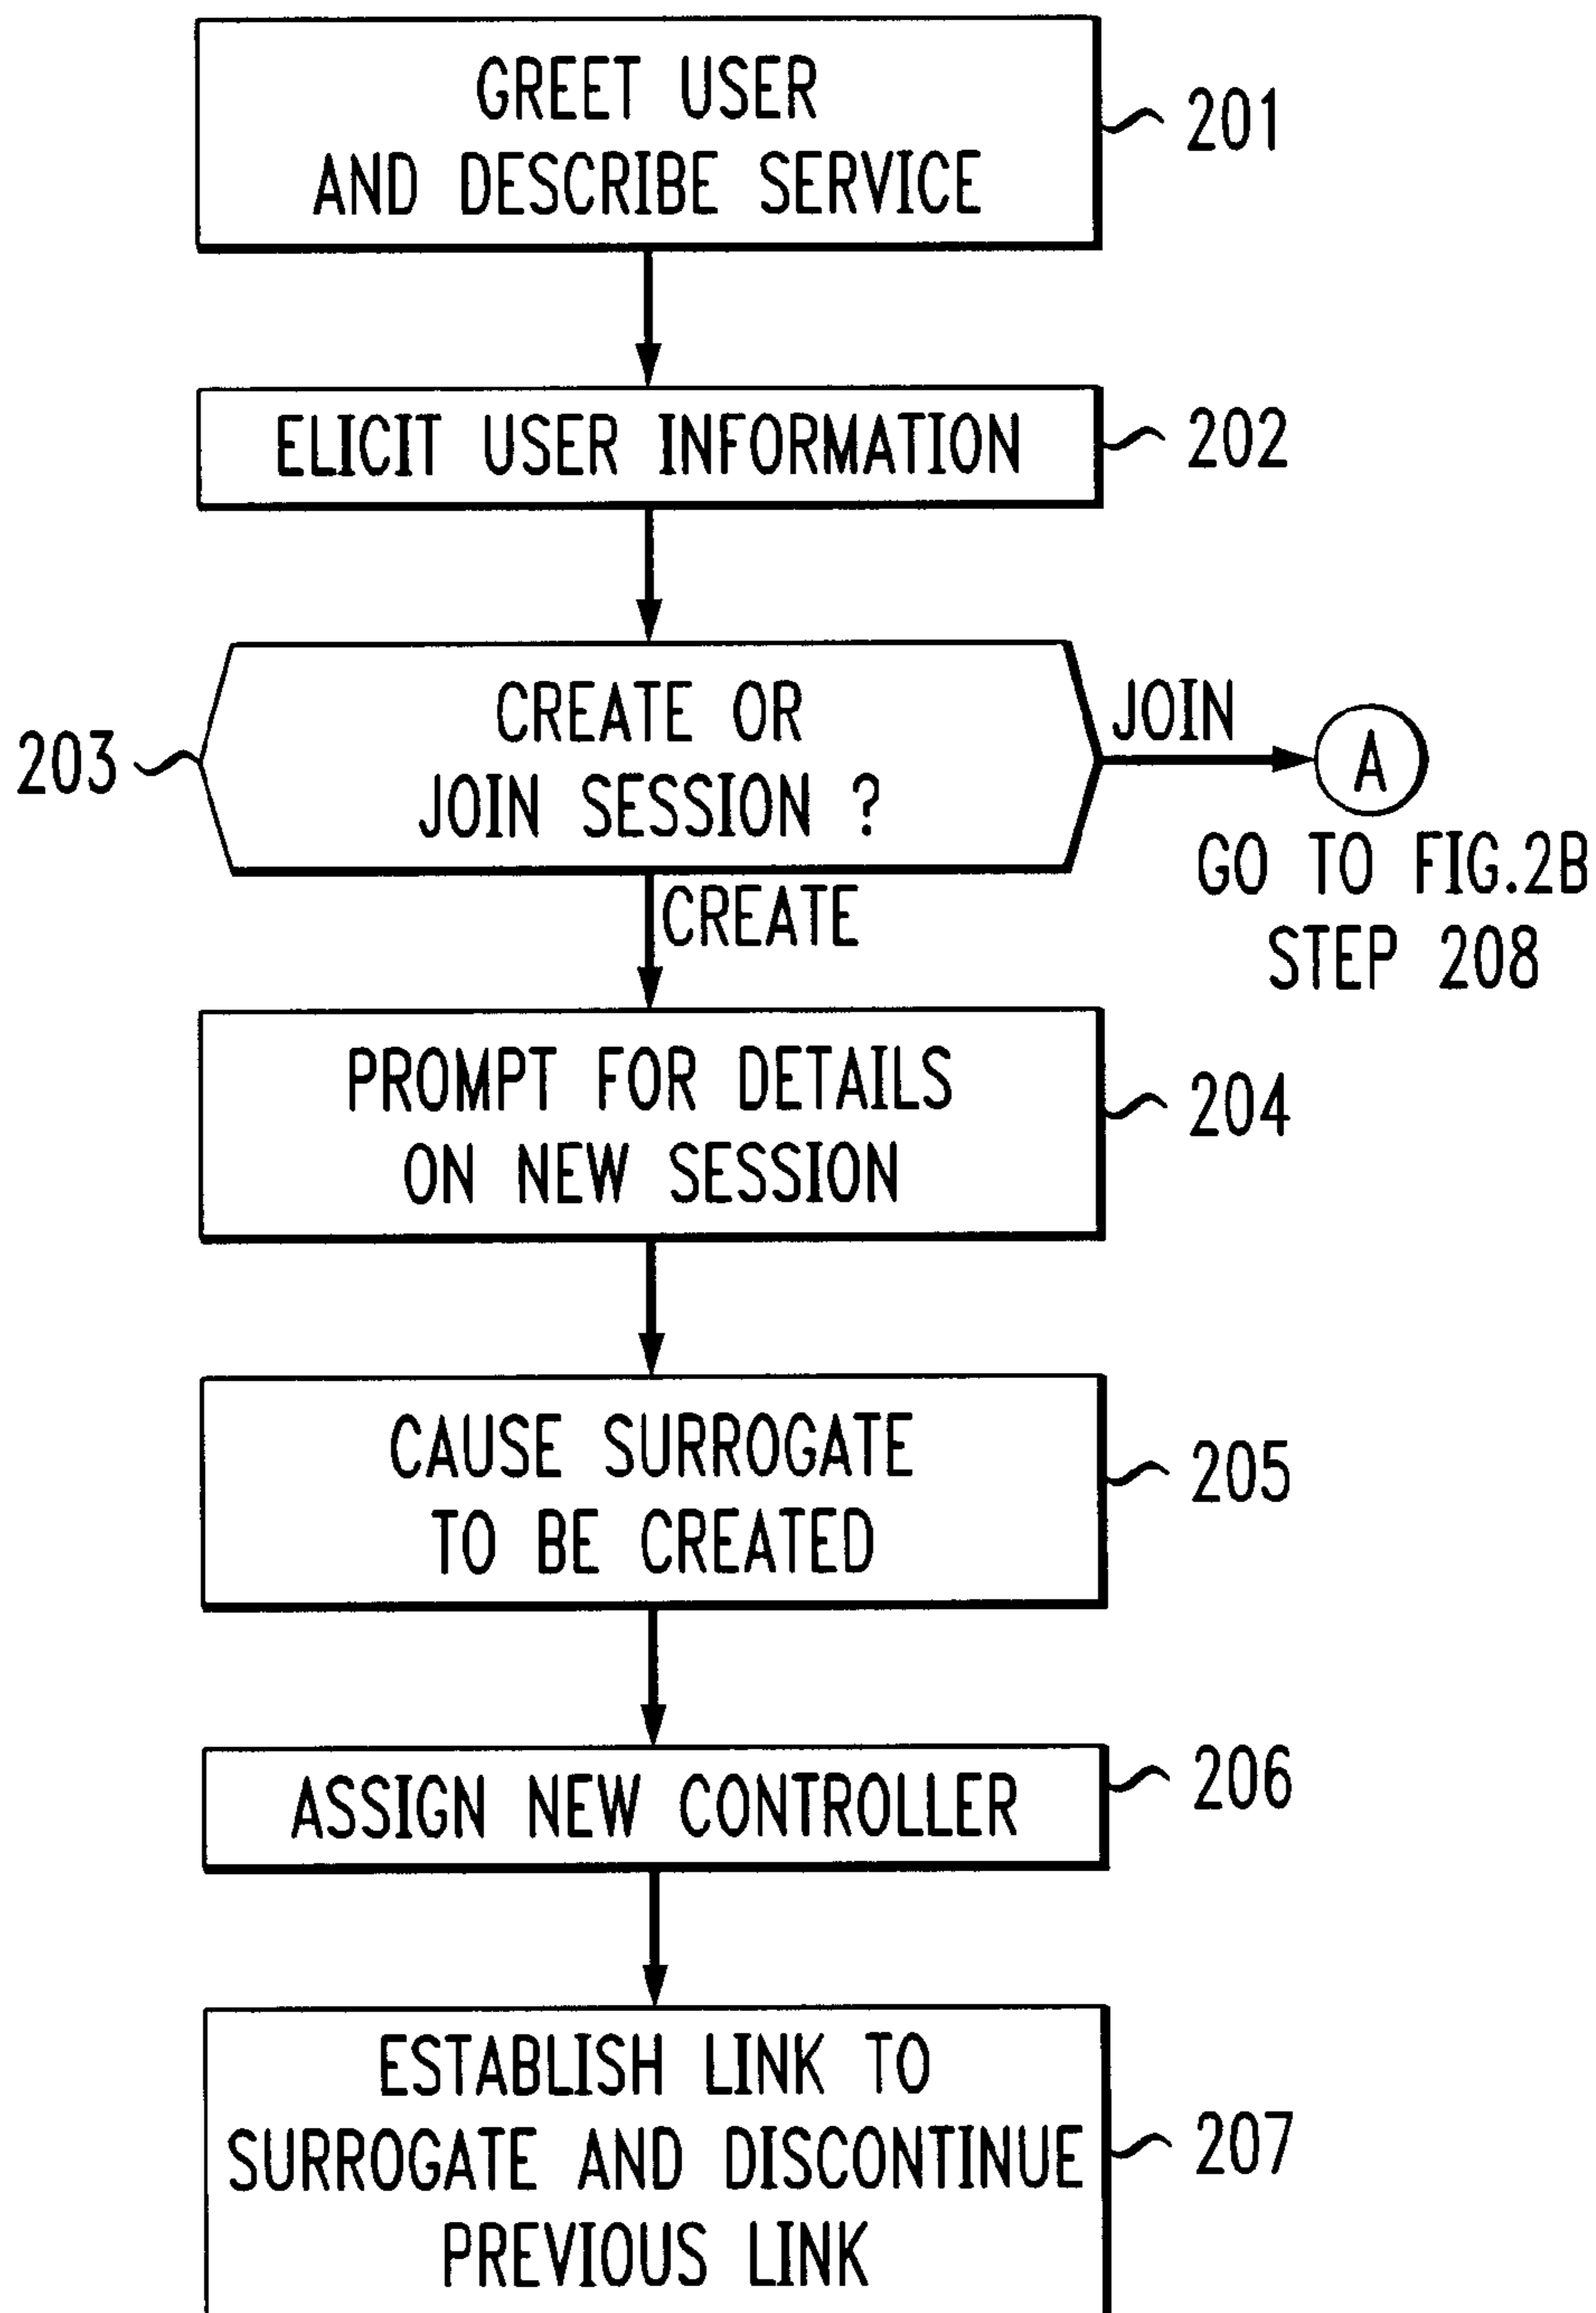 GREET USER
AND DESCRIBE SERVICE
201
ELICIT USER INFORMATION
202
CREATE OR
JOIN SESSION ?
203
JOIN
A
GO TO FIG.2B
STEP 208
CREATE
PROMPT FOR DETAILS
ON NEW SESSION
204
CAUSE SURROGATE
TO BE CREATED
205
ASSIGN NEW CONTROLLER
206
ESTABLISH LINK TO
SURROGATE AND DISCONTINUE
PREVIOUS LINK
207